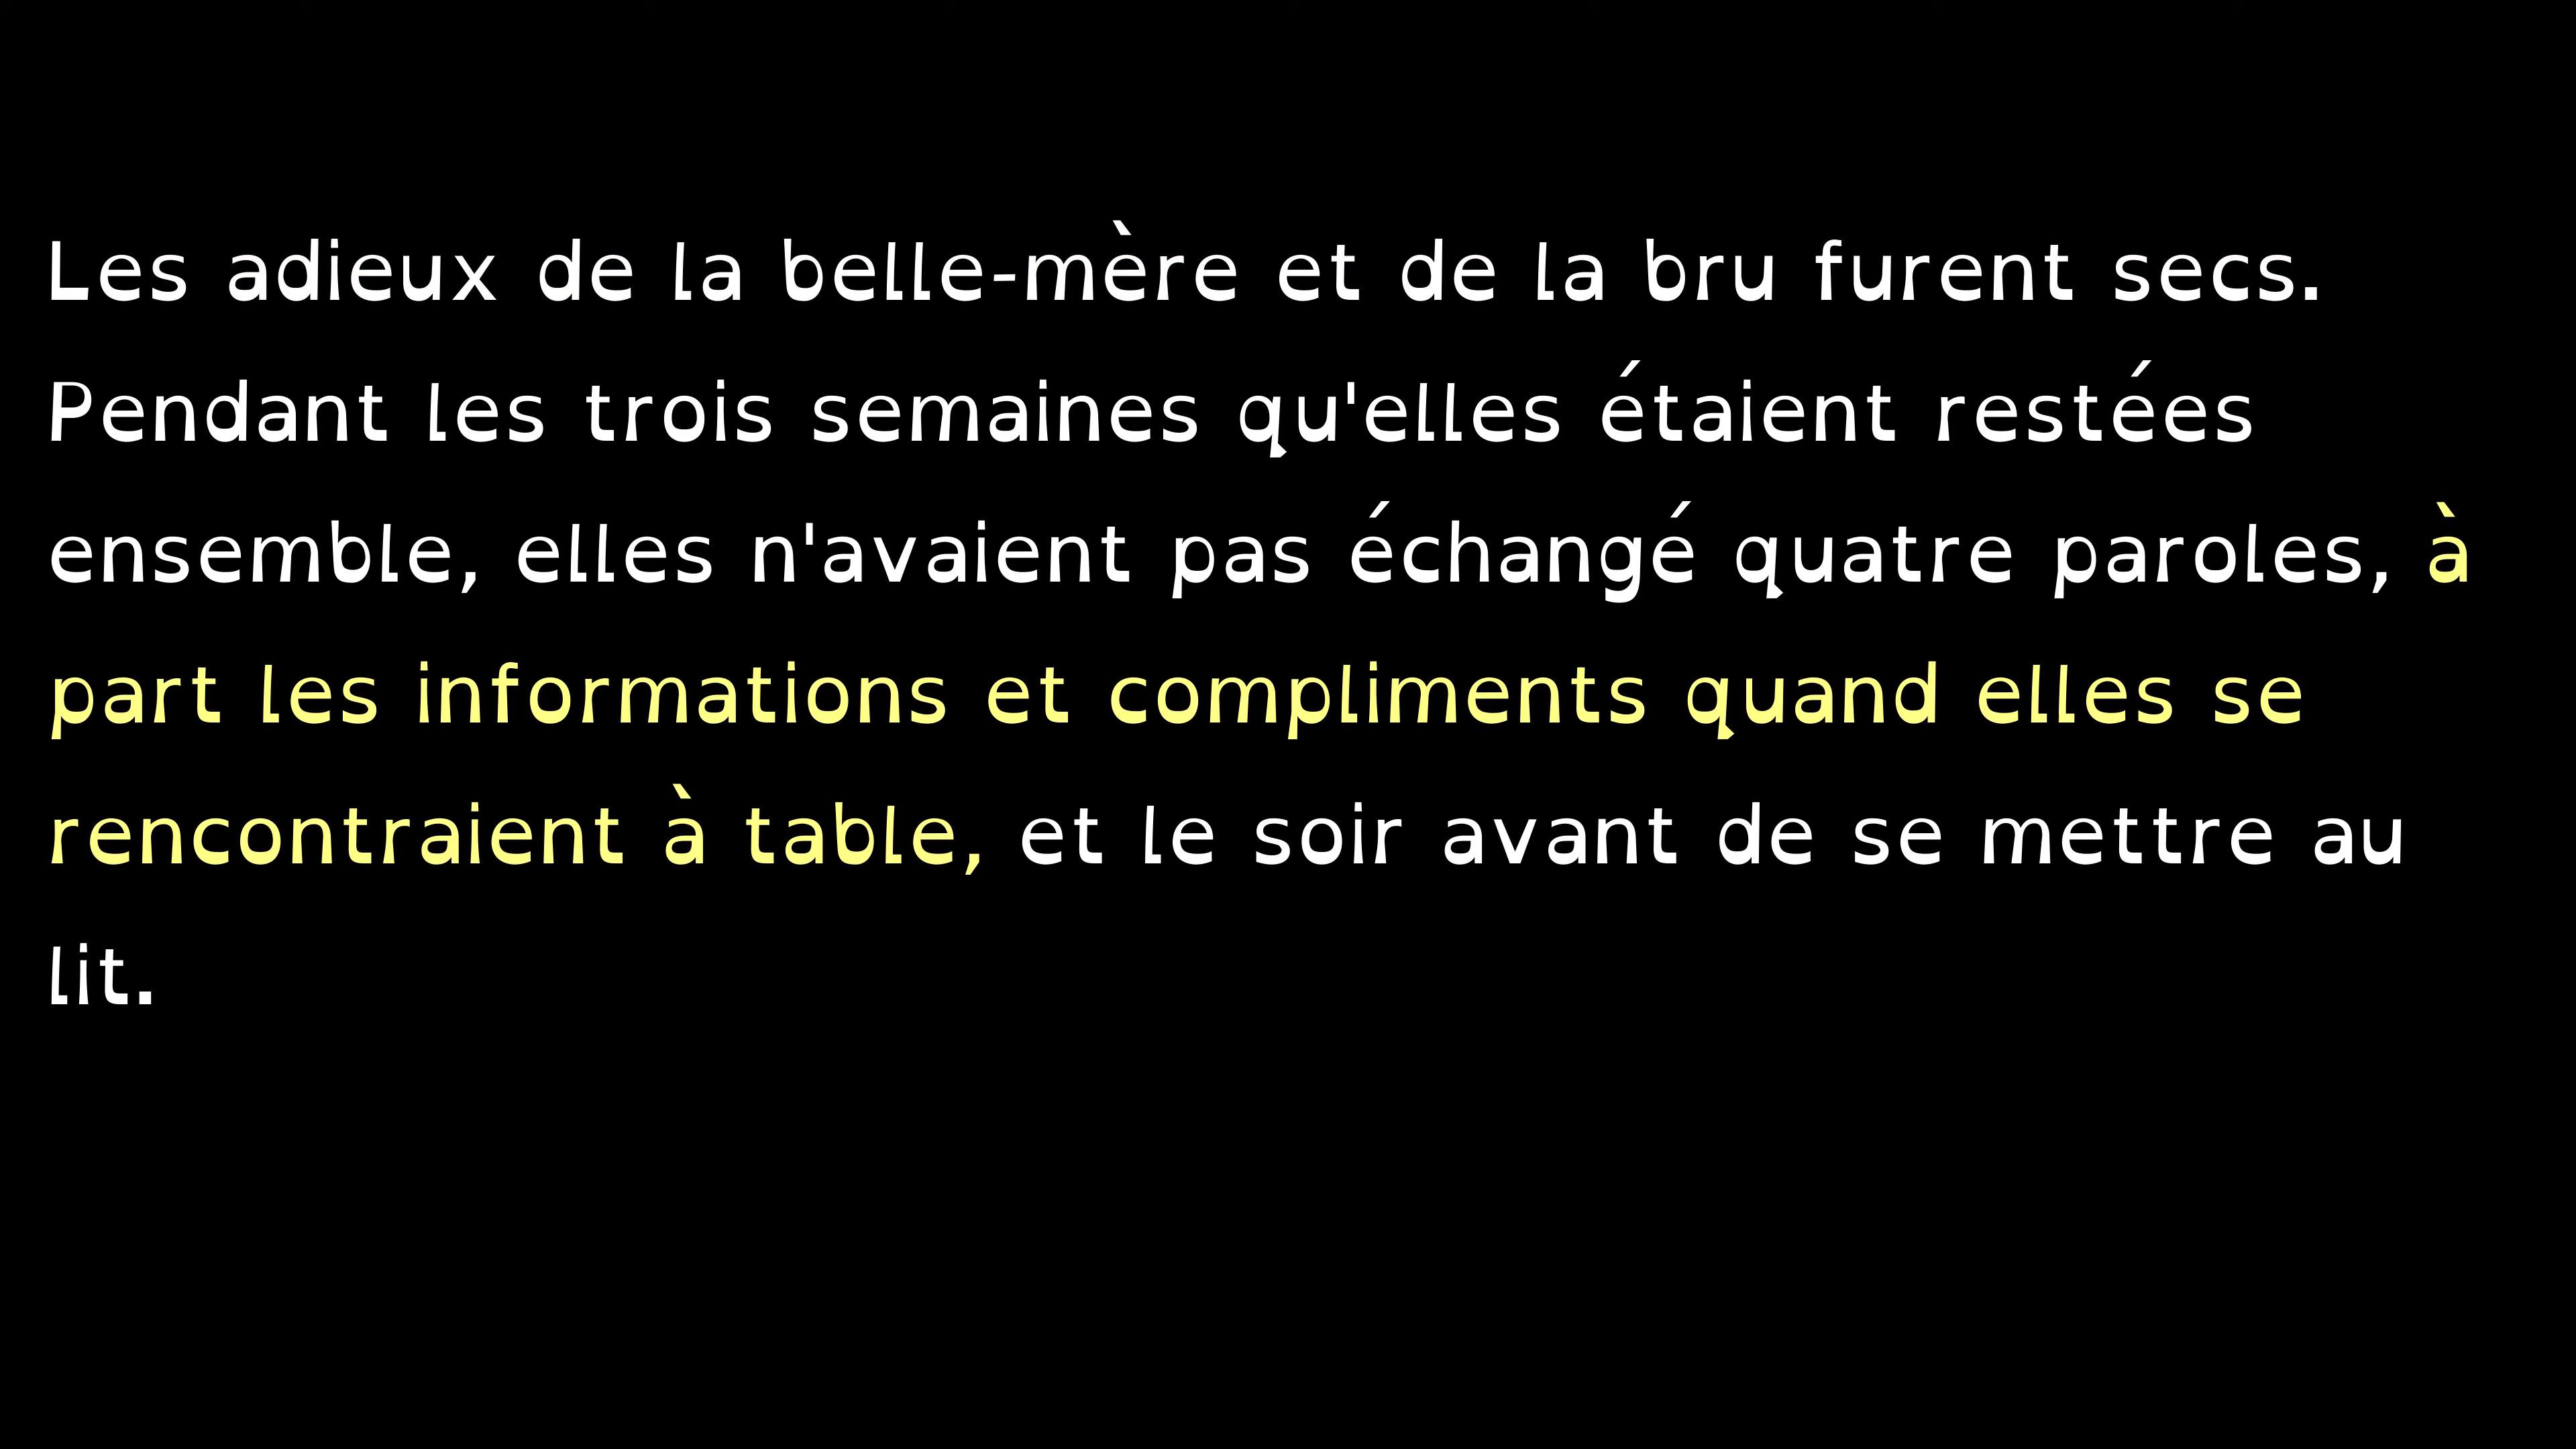 Les adieux de la belle-mère et de la bru furent secs.
Pendant les trois semaines qu'elles étaient restées
ensemble, elles n'avaient pas échangé quatre paroles, à
part les informations et compliments quand elles se
rencontraient à table, et le soir avant de se mettre au
lit.